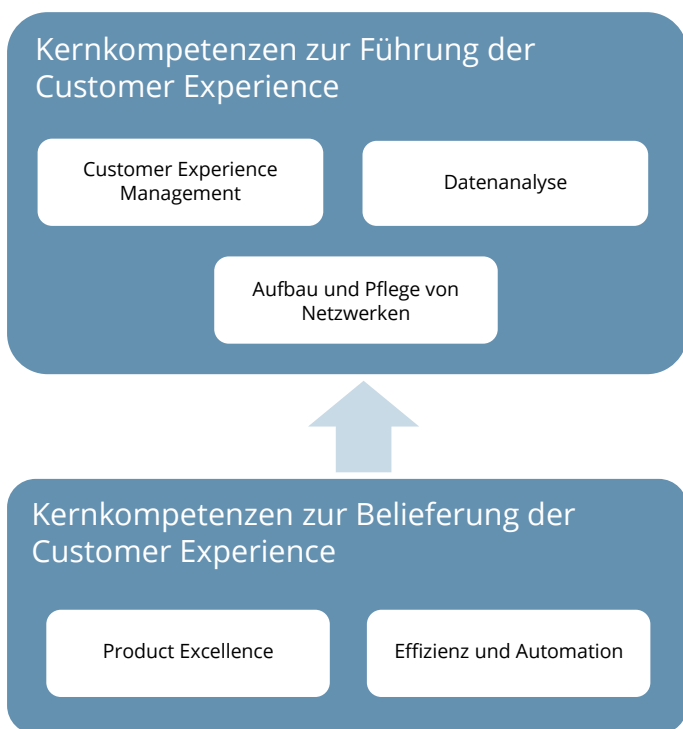 Kernkompetenzen zur Führung der
Customer Experience
Customer Experience
Management
Datenanalyse
Aufbau und Pflege von
Netzwerken
Kernkompetenzen zur Belieferung der
Customer Experience
Product Excellence
Effizienz und Automation